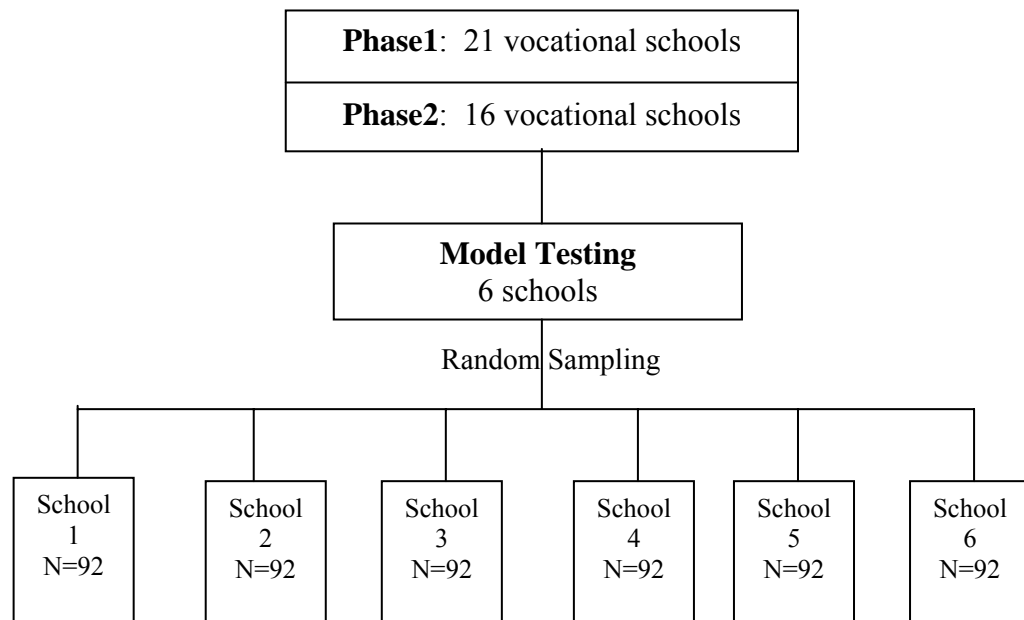 Phase1: 21 vocational schools
Phase2: 16 vocational schools
Model Testing
6 schools
Random Sampling
School
1
N=92
School
2
N=92
School
3
N=92
School
4
N=92
School
5
N=92
School
6
N=92